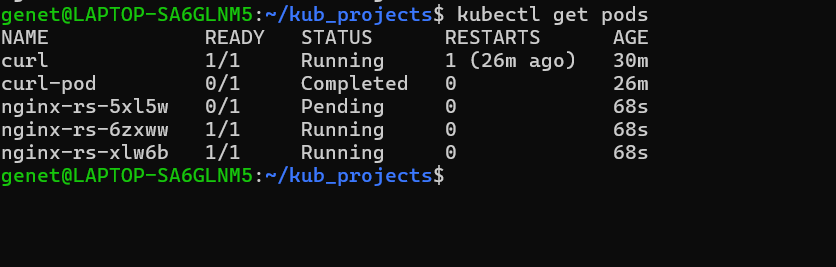 genet@LAPTOP-SA6GLNM5:~/kub_projects$ kubectl get pods
NAME             READY   STATUS      RESTARTS      AGE
curl             1/1     Running     1 (26m ago)   30m
curl-pod         0/1     Completed   0             26m
nginx-rs-5xl5w   0/1     Pending     0             68s
nginx-rs-6zxww   1/1     Running     0             68s
nginx-rs-xlw6b   1/1     Running     0             68s
genet@LAPTOP-SA6GLNM5:~/kub_projects$